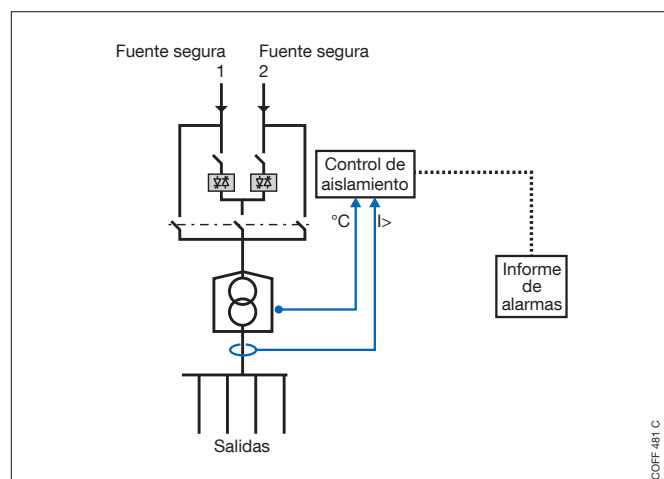 Fuente segura
1
Fuente segura
2
Control de
aislamiento
°C
I>
Informe
de
alarmas
Salidas
COFF 481 C